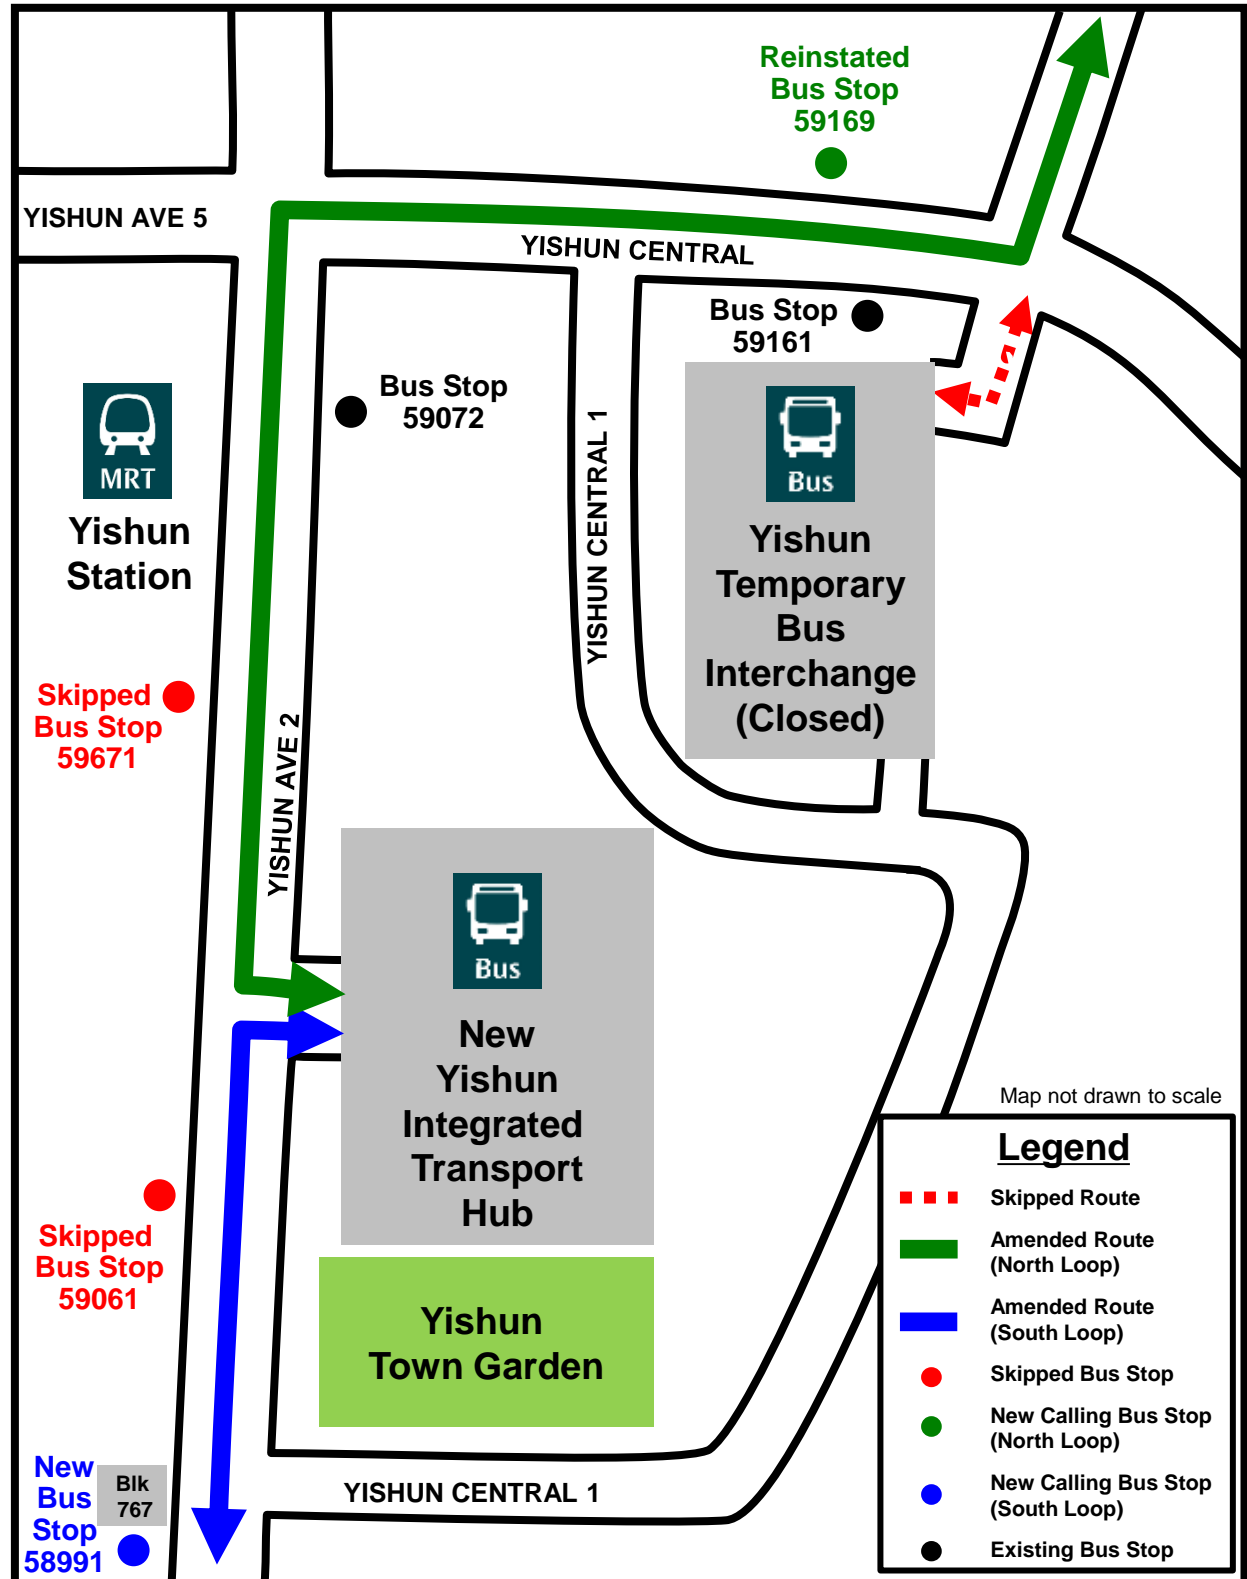 Reinstated
Bus Stop
59169
YISHUN AVE 5
YISHUN CENTRAL
Bus Stop
59161
Bus Stop
59072
MRT
Yishun
Station
YISHUN CENTRAL 1
Bus
Yishun
Temporary
Bus
Interchange
(Closed)
Skipped
Bus Stop
59671
YISHUN AVE 2
Bus
New
Yishun
Integrated
Transport
Hub
Skipped
Bus Stop
59061
Yishun
Town Garden
New
Bus
Stop
58991
Blk
767
YISHUN CENTRAL 1
Map not drawn to scale
Legend
Skipped Route
Amended Route
(North Loop)
Amended Route
(South Loop)
Skipped Bus Stop
New Calling Bus Stop
(North Loop)
New Calling Bus Stop
(South Loop)
Existing Bus Stop